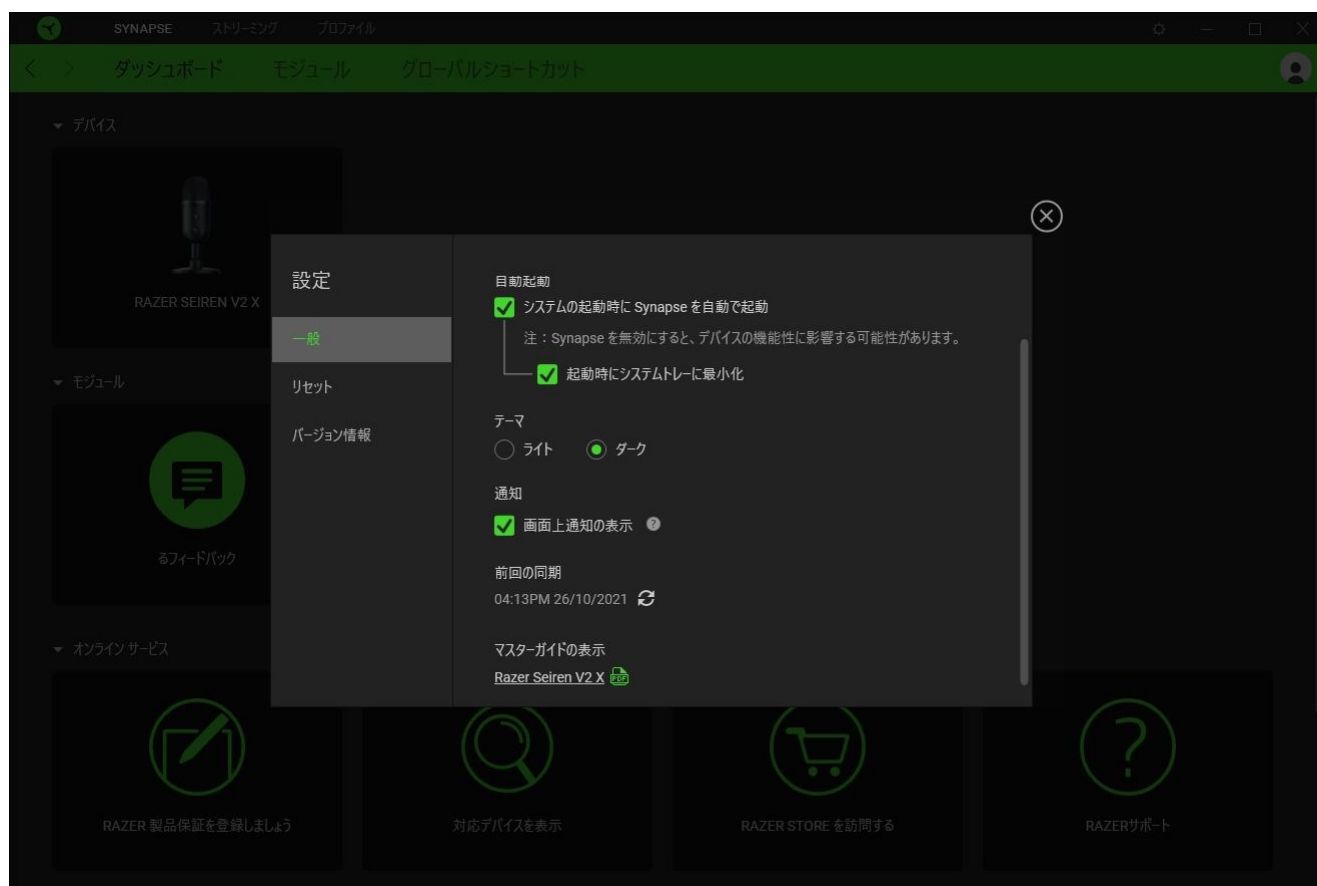 SYNAPSE ストリーミング プロファイル
ダッシュボード モジュール グローバルショートカット
デバイス
RAZER SEIREN V2 X
設定
一般
リセット
バージョン情報
自動起動
システムの起動時に Synapse を自動で起動
注：Synapse を無効にすると、デバイスの機能性に影響する可能性があります。
起動時にシステムトレーに最小化
テーマ
ライト ダーク
通知
画面上通知の表示 ?
前回の同期
04:13PM 26/10/2021
マスターガイドの表示
Razer Seiren V2 X PDF
モジュール
るフィードバック
オンライン サービス
RAZER 製品保証を登録しましょう
対応デバイスを表示
RAZER STORE を訪問する
RAZERサポート